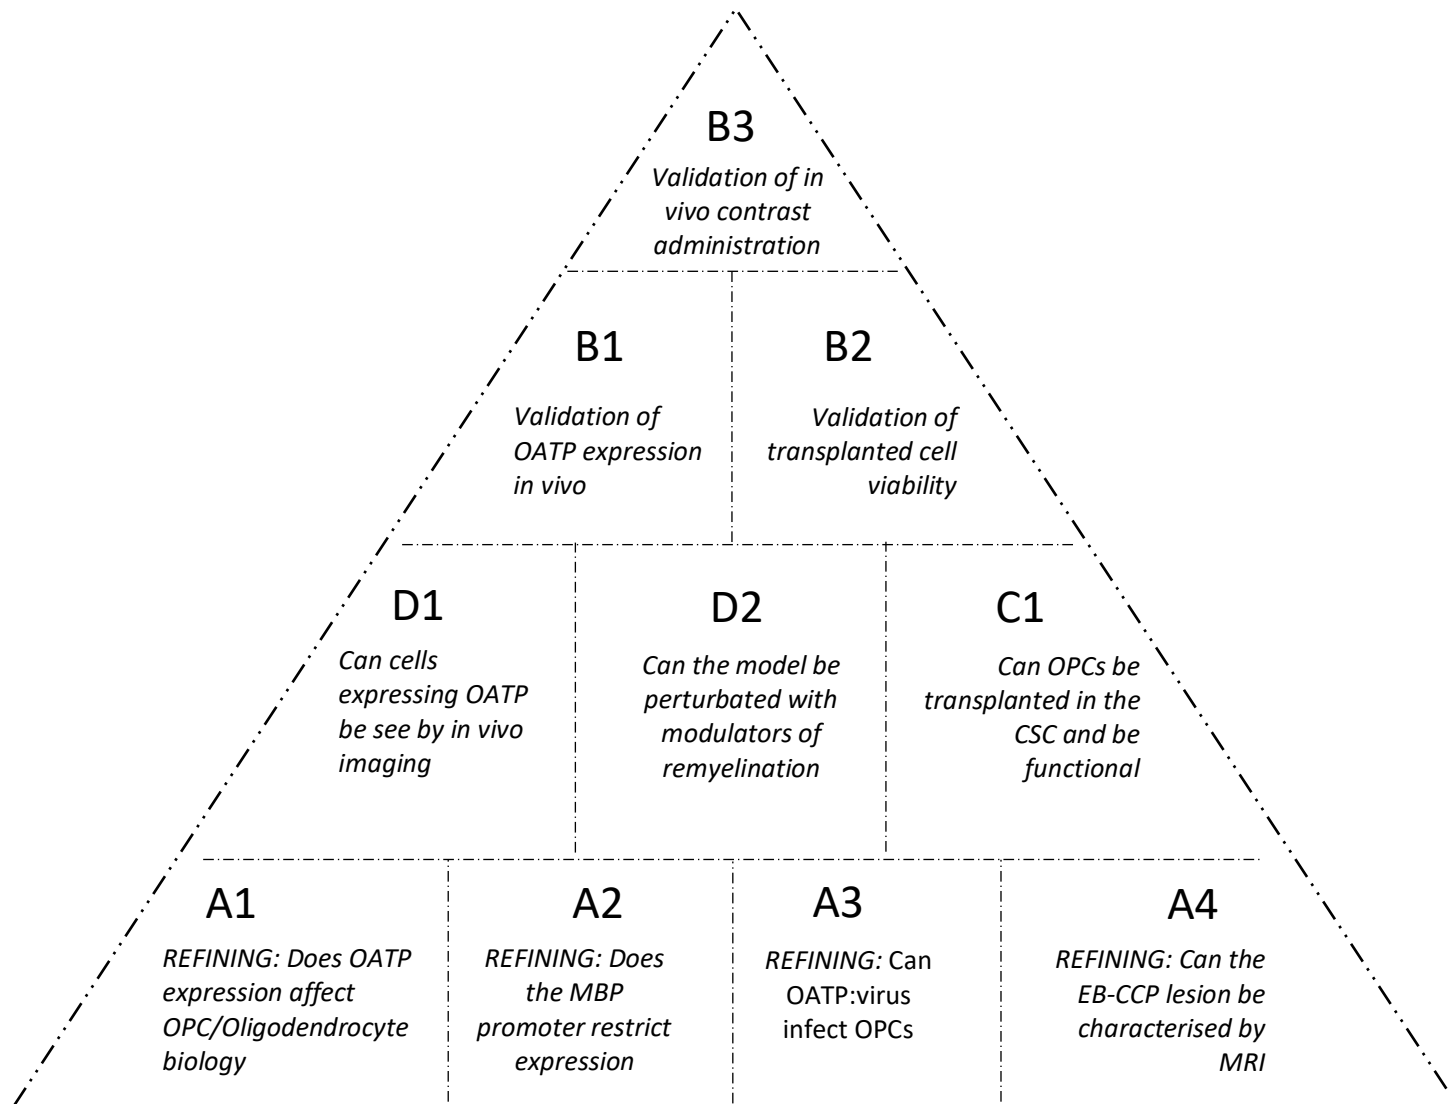 B3
Validation of in
vivo contrast
administration
B1
Validation of
OATP expression
in vivo
B2
Validation of
transplanted cell
viability
D1
Can cells
expressing OATP
be see by in vivo
imaging
D2
Can the model be
perturbated with
modulators of
remyelination
C1
Can OPCs be
transplanted in the
CSC and be
functional
A1
REFINING: Does OATP
expression affect
OPC/Oligodendrocyte
biology
A2
REFINING: Does
the MBP
promoter restrict
expression
A3
REFINING: Can
OATP:virus
infect OPCs
A4
REFINING: Can the
EB-CCP lesion be
characterised by
MRI